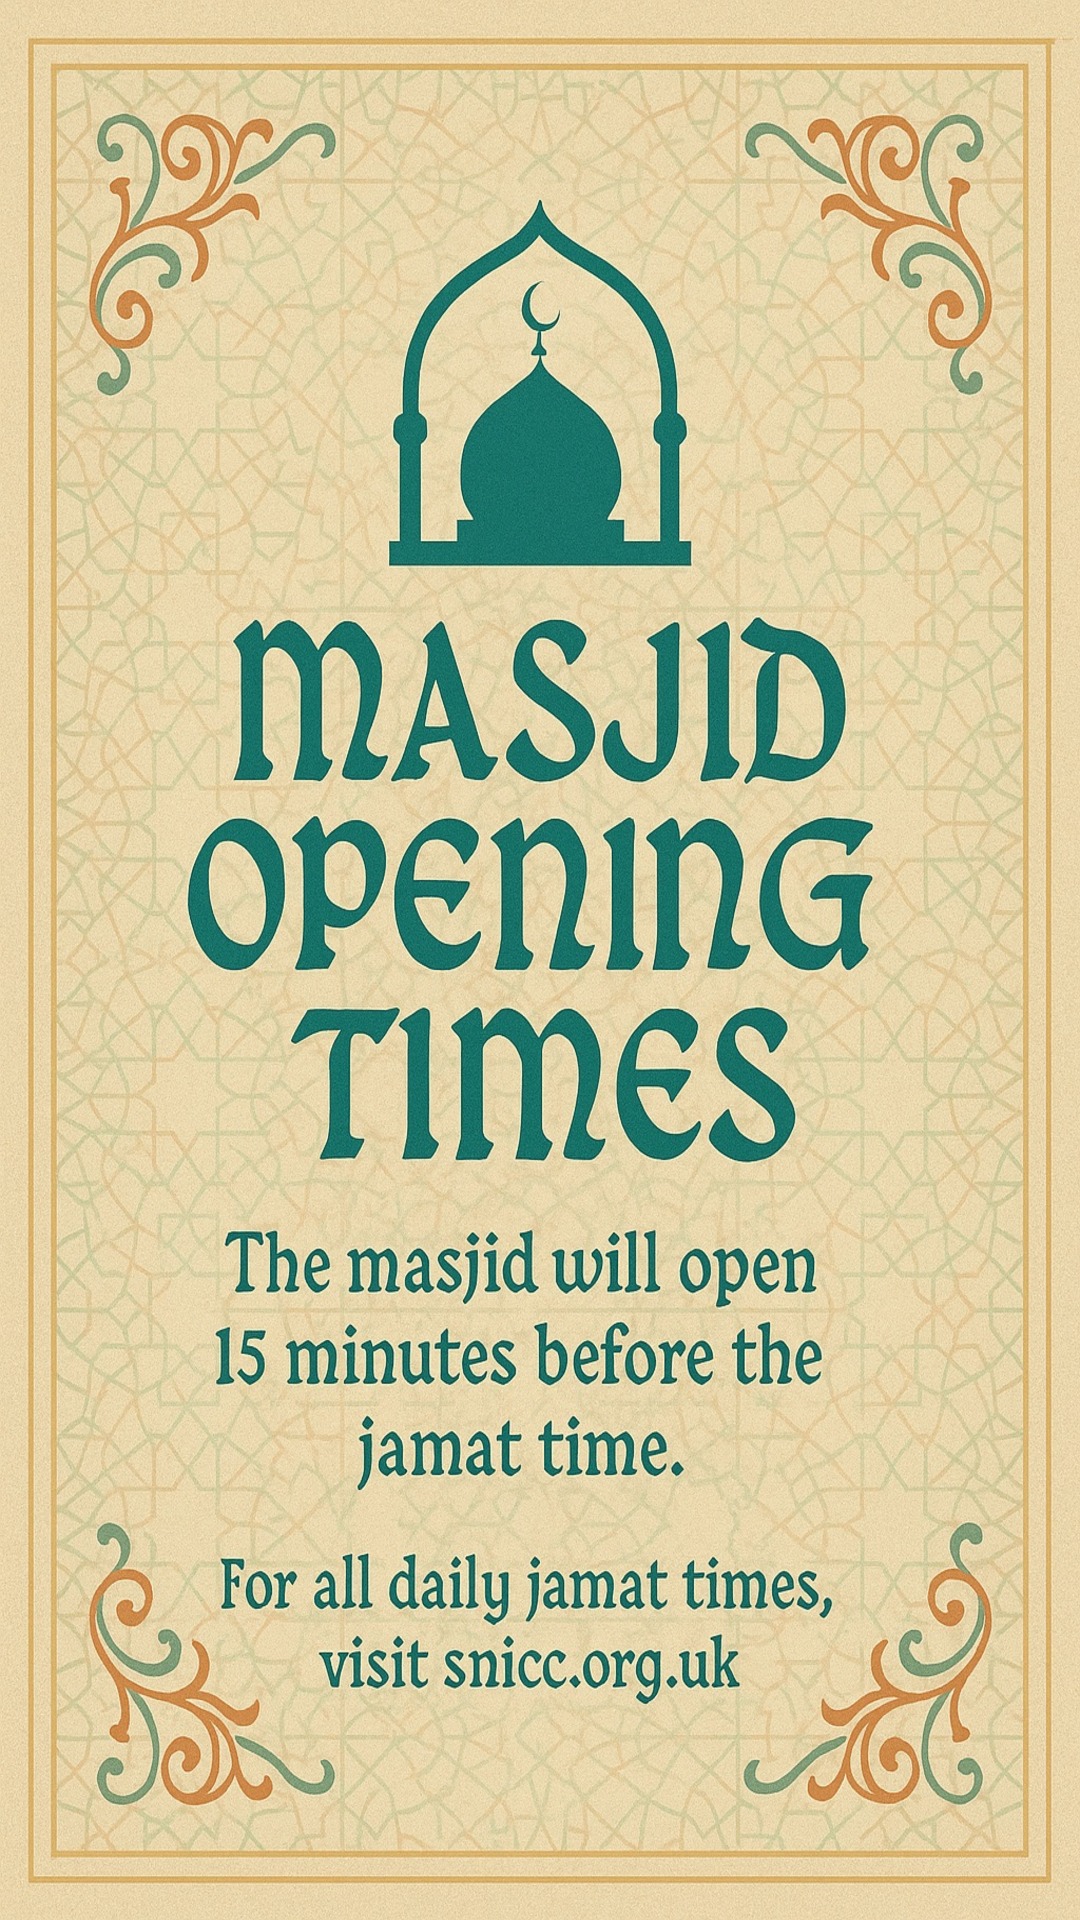 MASJID
OPENING
TIMES
The masjid will open
15 minutes before the
jamat time.
For all daily jamat times,
visit snicc.org.uk